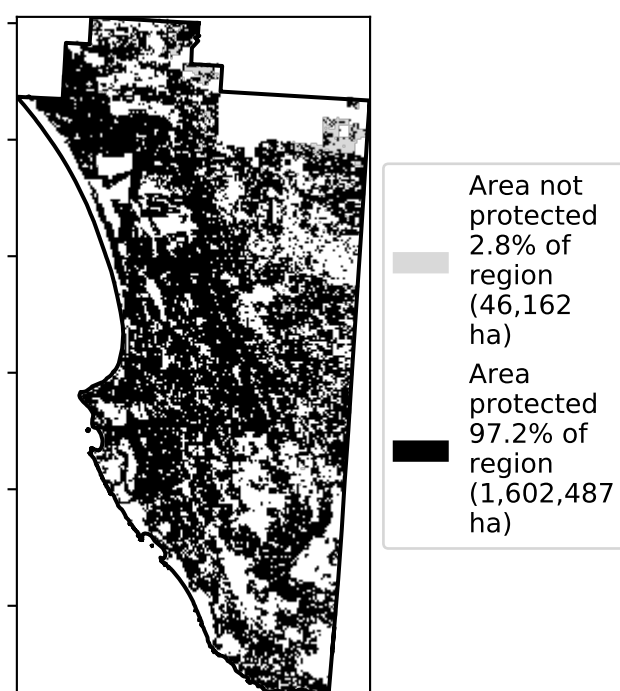 Area not
protected
2.8% of
region
(46,162
ha)
Area
protected
97.2% of
region
(1,602,487
ha)